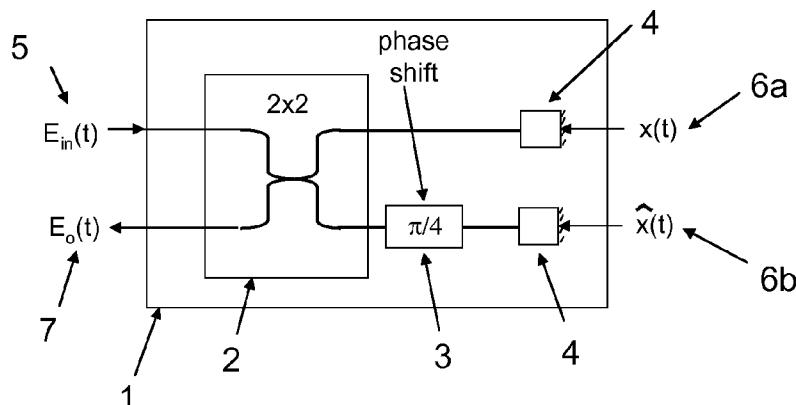 5
phase
shift
4
2x2
6a
E_in(t)
x(t)
E_o(t)
π/4
x̂(t)
6b
7
1
2
3
4